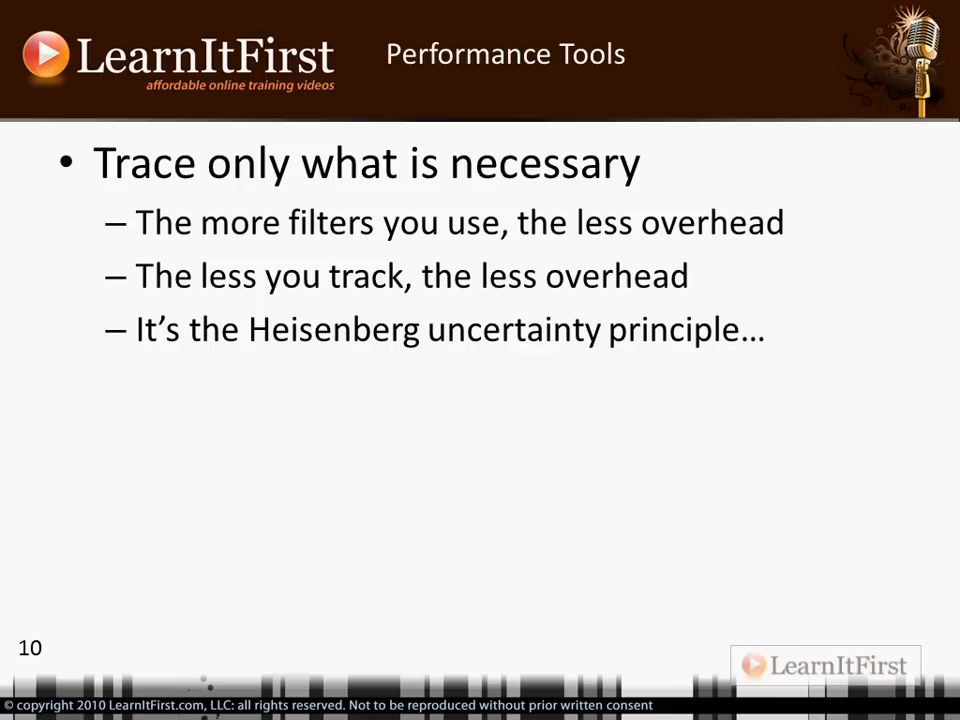 LearnItFirst
affordable online training videos
Performance Tools
• Trace only what is necessary
– The more filters you use, the less overhead
– The less you track, the less overhead
– It’s the Heisenberg uncertainty principle…
10
LearnItFirst
© copyright 2010 LearnItFirst.com, LLC: all rights reserved. Not to be reproduced without prior written consent